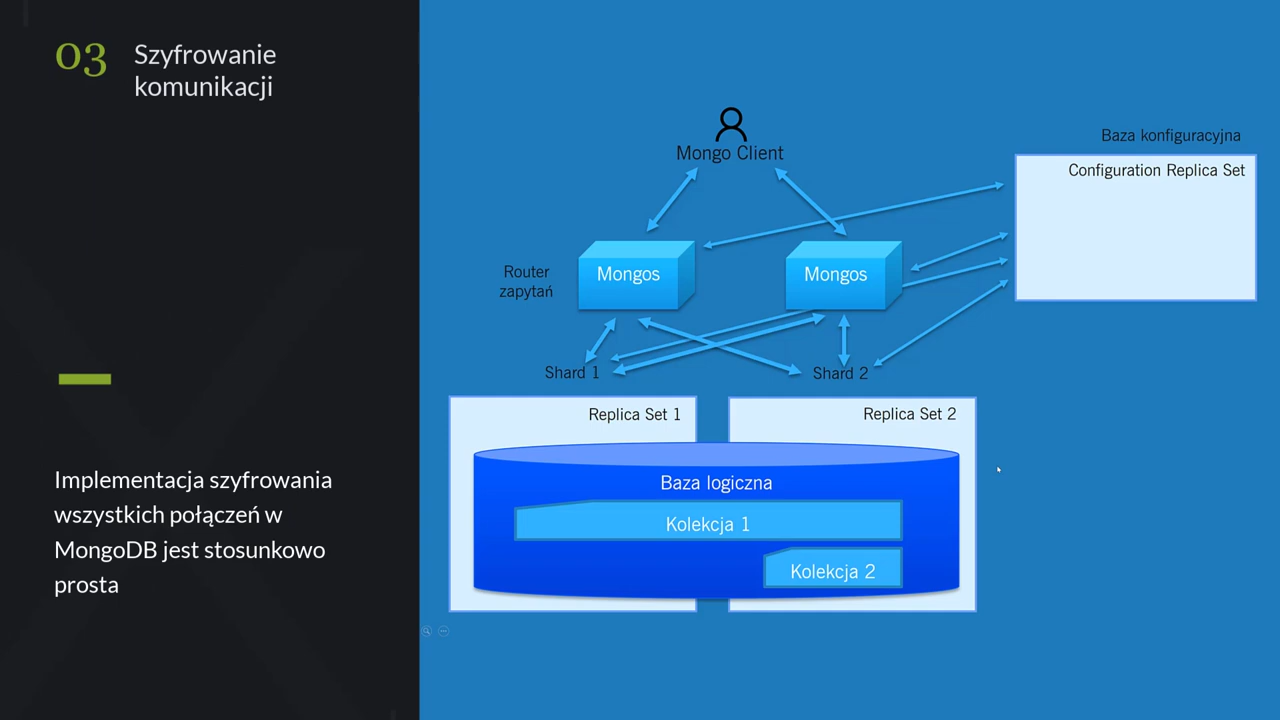 03
Szyfrowanie
komunikacji
Implementacja szyfrowania
wszystkich połączeń w
MongoDB jest stosunkowo
prosta
Mongo Client
Baza konfiguracyjna
Configuration Replica Set
Router
zapytań
Mongos
Mongos
Shard 1
Shard 2
Replica Set 1
Replica Set 2
Baza logiczna
Kolekcja 1
Kolekcja 2